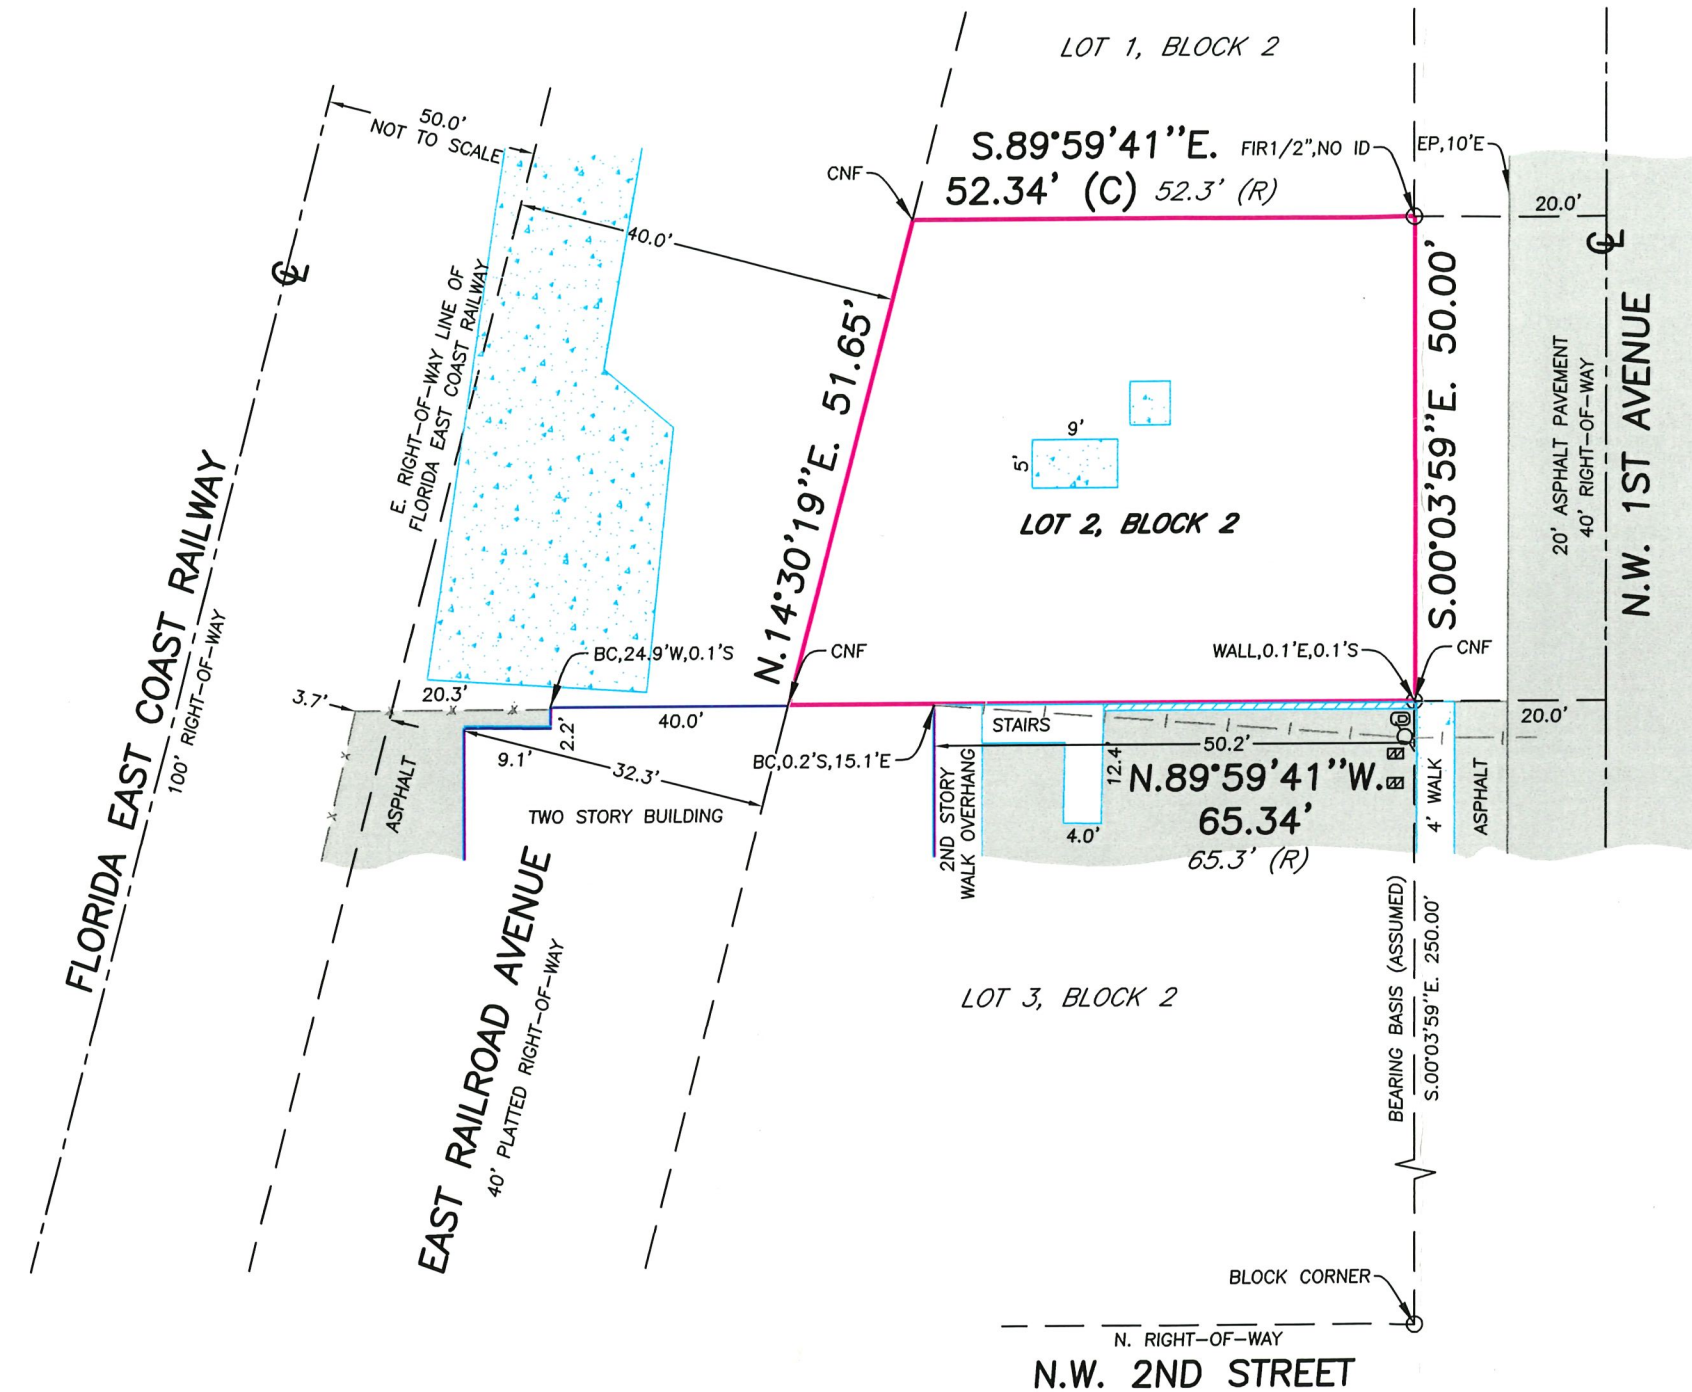 LOT 1, BLOCK 2
50.0'
NOT TO SCALE
S.89°59'41"E.
52.34' (C) 52.3' (R)
FIR1/2",NO ID
EP,10'E
CNF
20.0'
℄
40.0'
℄
E. RIGHT-OF-WAY LINE OF
FLORIDA EAST COAST RAILWAY
N.14°30'19"E. 51.65'
S.00°03'59"E. 50.00'
20' ASPHALT PAVEMENT
40' RIGHT-OF-WAY
N.W. 1ST AVENUE
9'
5'
LOT 2, BLOCK 2
FLORIDA EAST COAST RAILWAY
100' RIGHT-OF-WAY
BC,24.9'W,0.1'S
CNF
WALL,0.1'E,0.1'S
CNF
3.7'
20.3'
2.2'
40.0'
9.1'
32.3'
ASPHALT
TWO STORY BUILDING
BC,0.2'S,15.1'E
STAIRS
50.2'
12.4'
4.0'
2ND STORY
WALK OVERHANG
N.89°59'41"W.
65.34'
65.3' (R)
4' WALK
ASPHALT
20.0'
EAST RAILROAD AVENUE
40' PLATTED RIGHT-OF-WAY
LOT 3, BLOCK 2
BEARING BASIS (ASSUMED)
S.00°03'59"E. 250.00'
BLOCK CORNER
N. RIGHT-OF-WAY
N.W. 2ND STREET